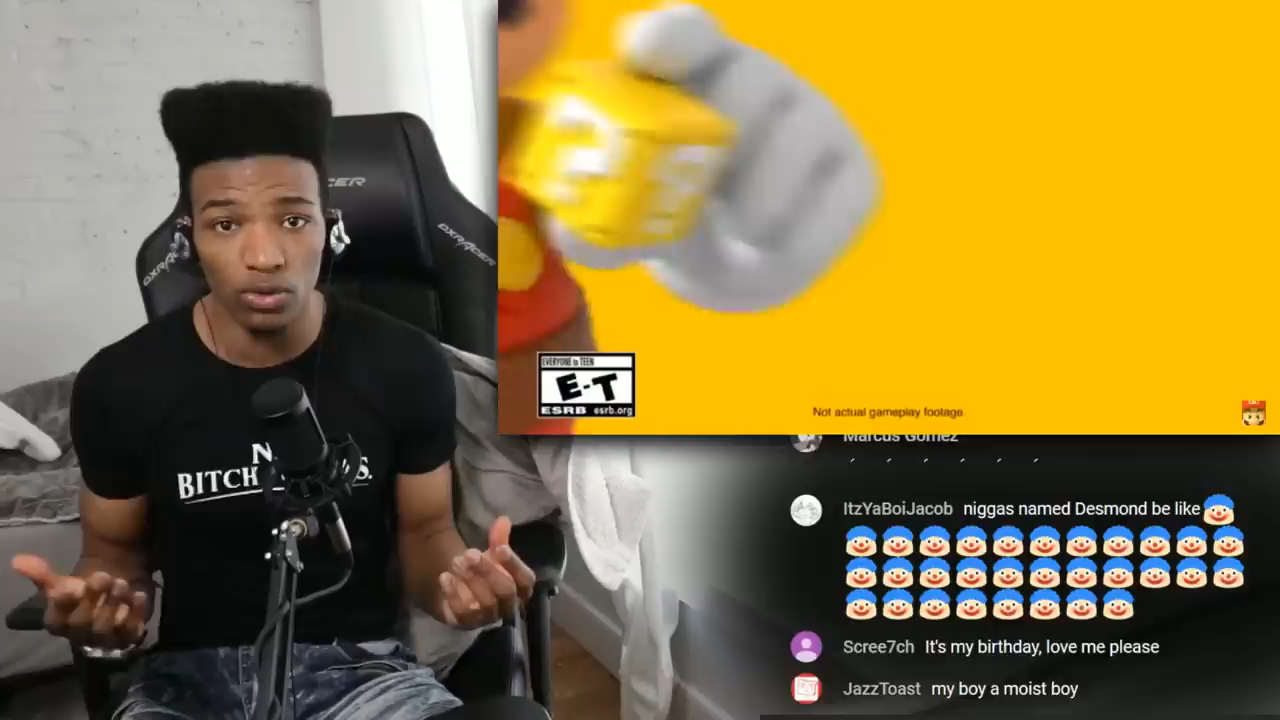 CER
DXRACER
DXRACER
N
BITCH S.
EVERYONE to TEEN
E-T
ESRB esrb.org
Not actual gameplay footage.
Marcus Gomez
ItzYaBoiJacob niggas named Desmond be like
Scree7ch It's my birthday, love me please
JazzToast my boy a moist boy